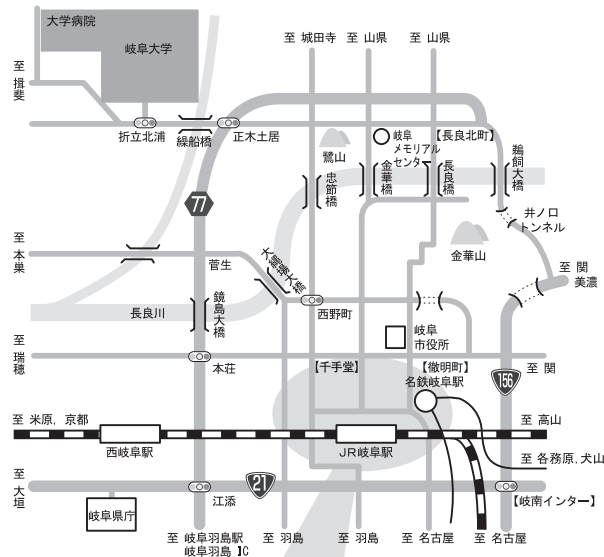 大学病院
岐阜大学
至 揖斐
至 城田寺
至 山県
至 山県
折立北浦
繰船橋
正木土居
鷺山
岐阜
メモリアル
センター
【長良北町】
忠節橋
金華橋
長良橋
鵜飼大橋
77
井ノ口
トンネル
至 本巣
菅生
大縄場大橋
金華山
至 関
美濃
長良川
鏡島大橋
西野町
岐阜
市役所
至 瑞穂
本荘
【千手堂】
【徹明町】
名鉄岐阜駅
156
至 関
至 米原，京都
至 高山
西岐阜駅
JR岐阜駅
至 各務原，犬山
至 大垣
21
岐阜県庁
江添
【岐南インター】
至 岐阜羽島駅
岐阜羽島 IC
至 羽島
至 羽島
至 名古屋
至 名古屋